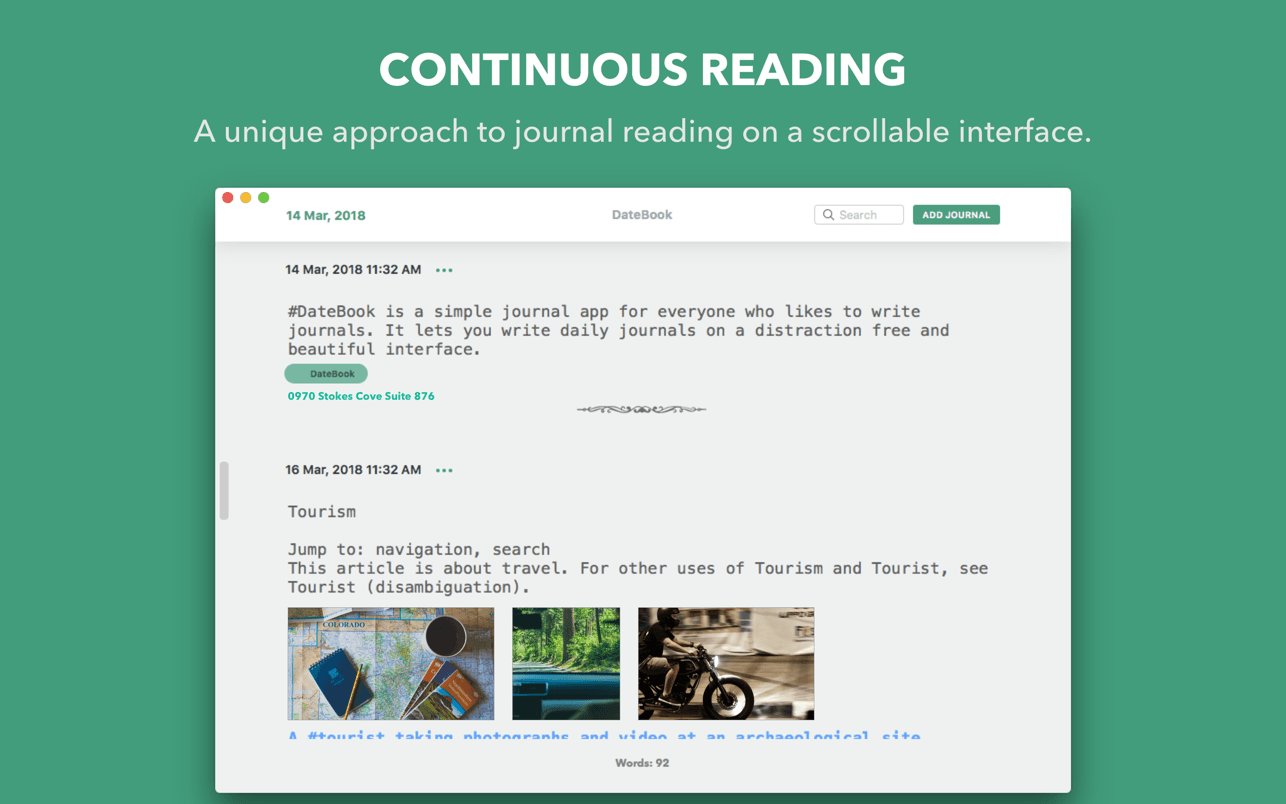 CONTINUOUS READING
A unique approach to journal reading on a scrollable interface.
14 Mar, 2018
DateBook
Search
ADD JOURNAL
14 Mar, 2018 11:32 AM
#DateBook is a simple journal app for everyone who likes to write
journals. It lets you write daily journals on a distraction free and
beautiful interface.
DateBook
0970 Stokes Cove Suite 876
16 Mar, 2018 11:32 AM
Tourism
Jump to: navigation, search
This article is about travel. For other uses of Tourism and Tourist, see
Tourist (disambiguation).
COLORADO
A #tourist taking photographs and video at an archaeological site
Words: 92